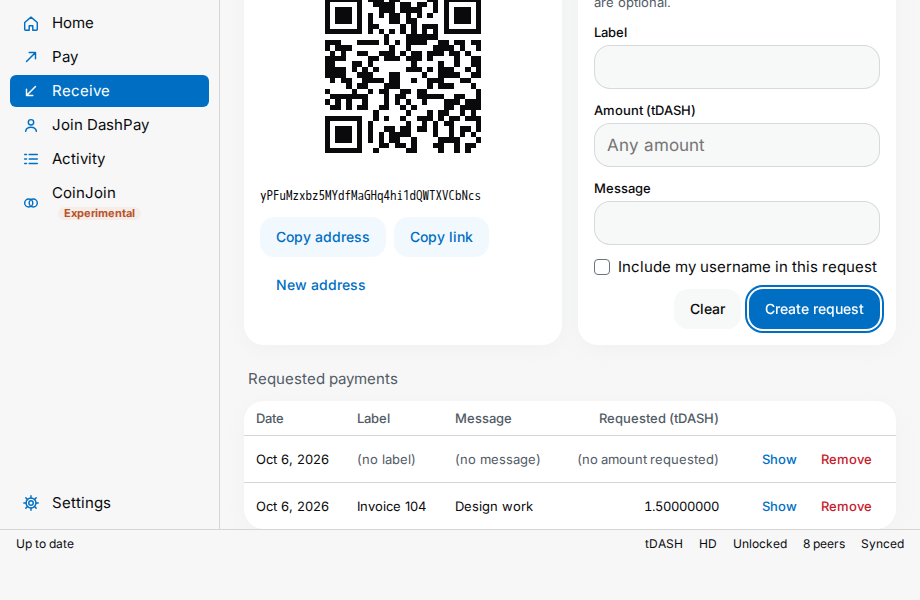 Home
Pay
Receive
Join DashPay
Activity
CoinJoin
Experimental
Settings
yPFuMzxbz5MYdfMaGHq4hi1dQWTXVCbNcs
Copy address
Copy link
New address
are optional.
Label
Amount (tDASH)
Any amount
Message
Include my username in this request
Clear
Create request
Requested payments
Date Label Message Requested (tDASH)
Oct 6, 2026 (no label) (no message) (no amount requested) Show Remove
Oct 6, 2026 Invoice 104 Design work 1.50000000 Show Remove
Up to date tDASH HD Unlocked 8 peers Synced